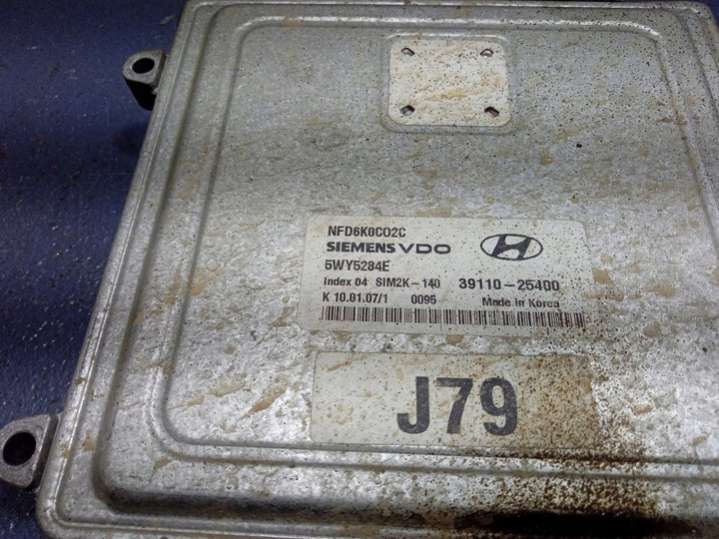 NFD6K0C02C
SIEMENS VDO
5WY5284E
Index 04 SIM2K-140 39110-25400
K 10.01.07/1 0095 Made in Korea
J79